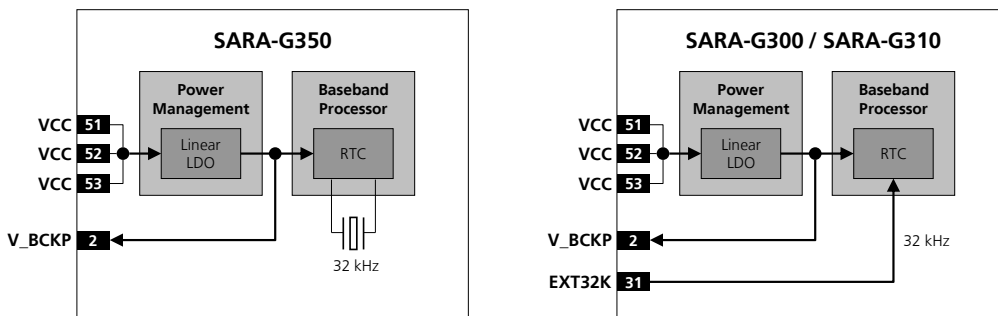 SARA-G350
Power
Management
Baseband
Processor
VCC 51
VCC 52
VCC 53
Linear
LDO
RTC
V_BCKP 2
32 kHz
SARA-G300 / SARA-G310
Power
Management
Baseband
Processor
VCC 51
VCC 52
VCC 53
Linear
LDO
RTC
V_BCKP 2
32 kHz
EXT32K 31